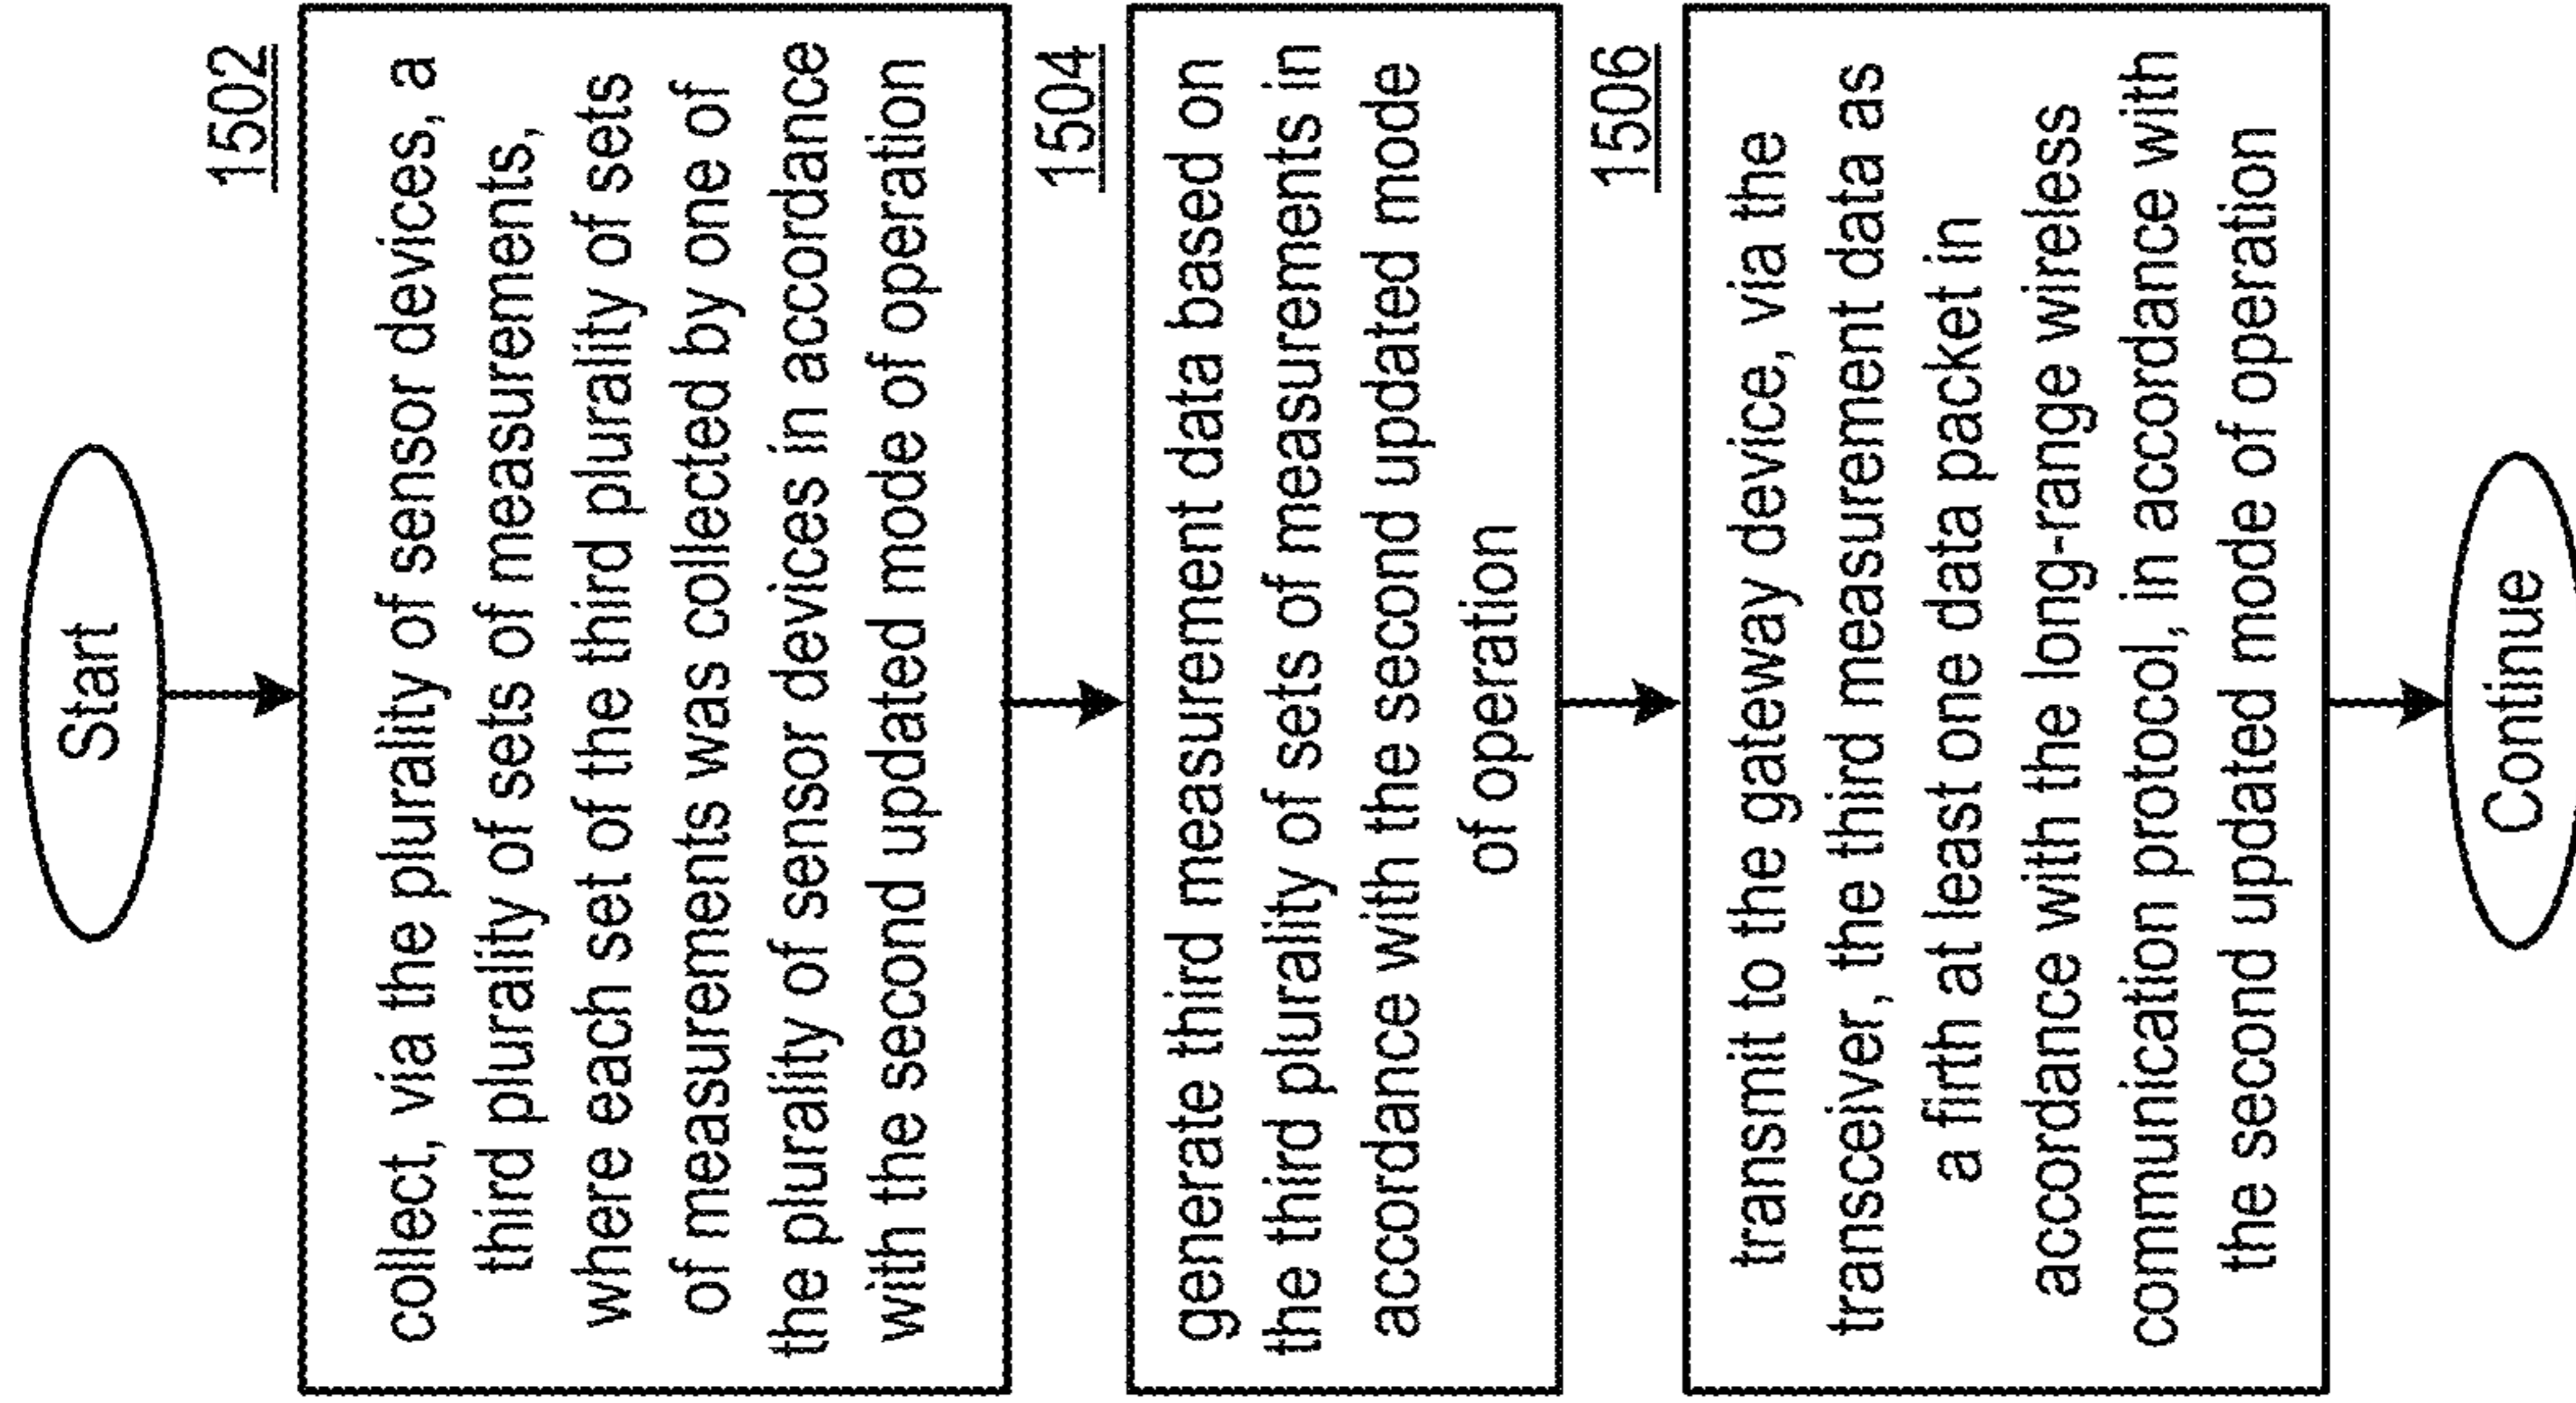 Start
1502
collect, via the plurality of sensor devices, a
third plurality of sets of measurements,
where each set of the third plurality of sets
of measurements was collected by one of
the plurality of sensor devices in accordance
with the second updated mode of operation
1504
generate third measurement data based on
the third plurality of sets of measurements in
accordance with the second updated mode
of operation
1506
transmit to the gateway device, via the
transceiver, the third measurement data as
a firth at least one data packet in
accordance with the long-range wireless
communication protocol, in accordance with
the second updated mode of operation
Continue